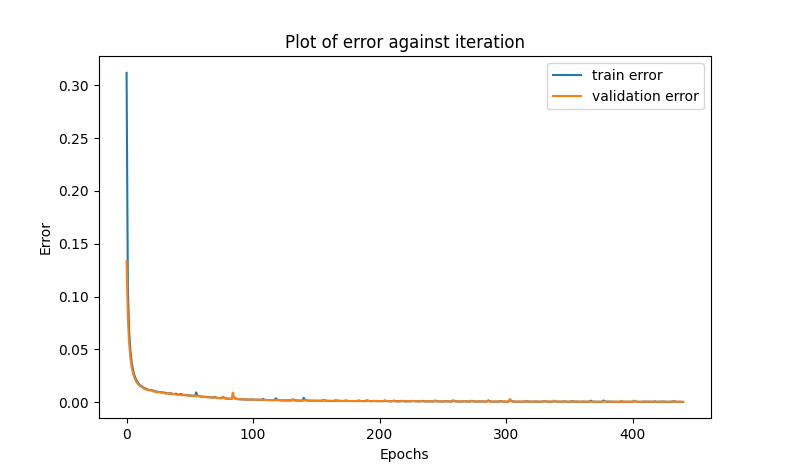 Plot of error against iteration
train error
validation error
0.30
0.25
0.20
0.15
0.10
0.05
0.00
Error
0 100 200 300 400
Epochs